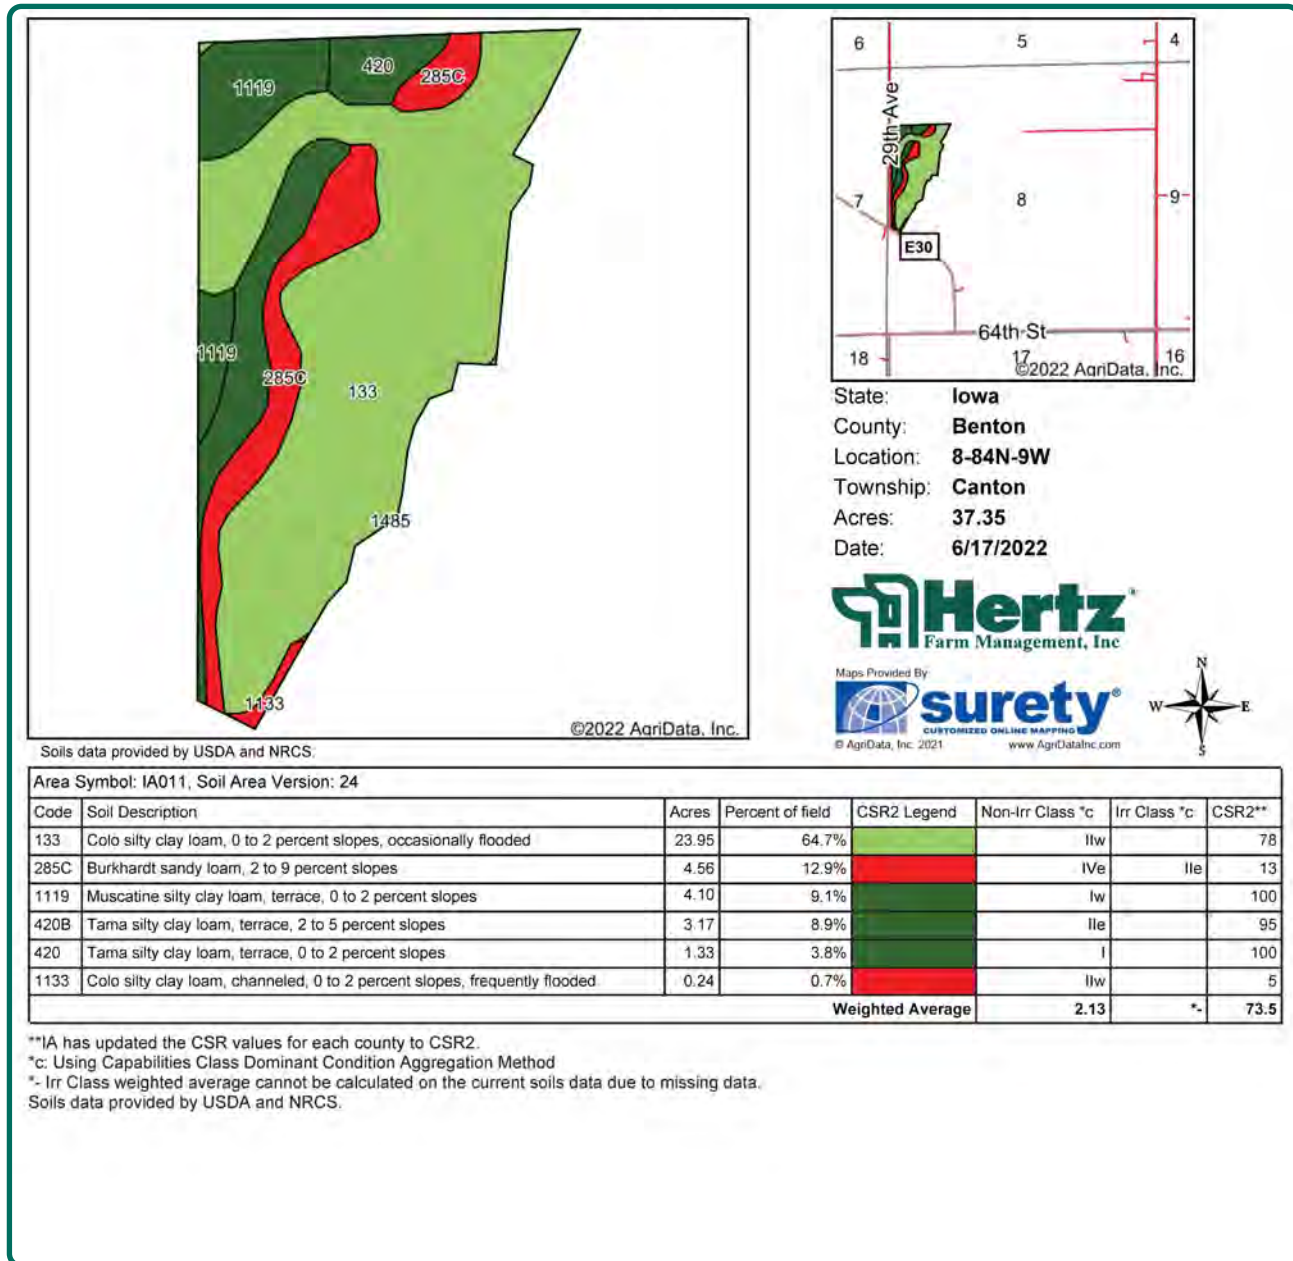 1119
420
285C
1119
285C
133
1485
1133
©2022 AgriData, Inc.
6
5
4
29th Ave
7
8
9
E30
64th St
18
17
16
©2022 AgriData, Inc.
State: Iowa
County: Benton
Location: 8-84N-9W
Township: Canton
Acres: 37.35
Date: 6/17/2022
Hertz®
Farm Management, Inc
Maps Provided By
surety®
CUSTOMIZED ONLINE MAPPING
© AgriData, Inc. 2021 www.AgriDataInc.com
N
W E
S
Soils data provided by USDA and NRCS.
Area Symbol: IA011, Soil Area Version: 24
Code Soil Description Acres Percent of field CSR2 Legend Non-Irr Class *c Irr Class *c CSR2**
133 Colo silty clay loam, 0 to 2 percent slopes, occasionally flooded 23.95 64.7% IIw 78
285C Burkhardt sandy loam, 2 to 9 percent slopes 4.56 12.9% IVe IIe 13
1119 Muscatine silty clay loam, terrace, 0 to 2 percent slopes 4.10 9.1% Iw 100
420B Tama silty clay loam, terrace, 2 to 5 percent slopes 3.17 8.9% IIe 95
420 Tama silty clay loam, terrace, 0 to 2 percent slopes 1.33 3.8% I 100
1133 Colo silty clay loam, channeled, 0 to 2 percent slopes, frequently flooded 0.24 0.7% IIw 5
Weighted Average 2.13 *- 73.5
**IA has updated the CSR values for each county to CSR2.
*c: Using Capabilities Class Dominant Condition Aggregation Method
*- Irr Class weighted average cannot be calculated on the current soils data due to missing data.
Soils data provided by USDA and NRCS.